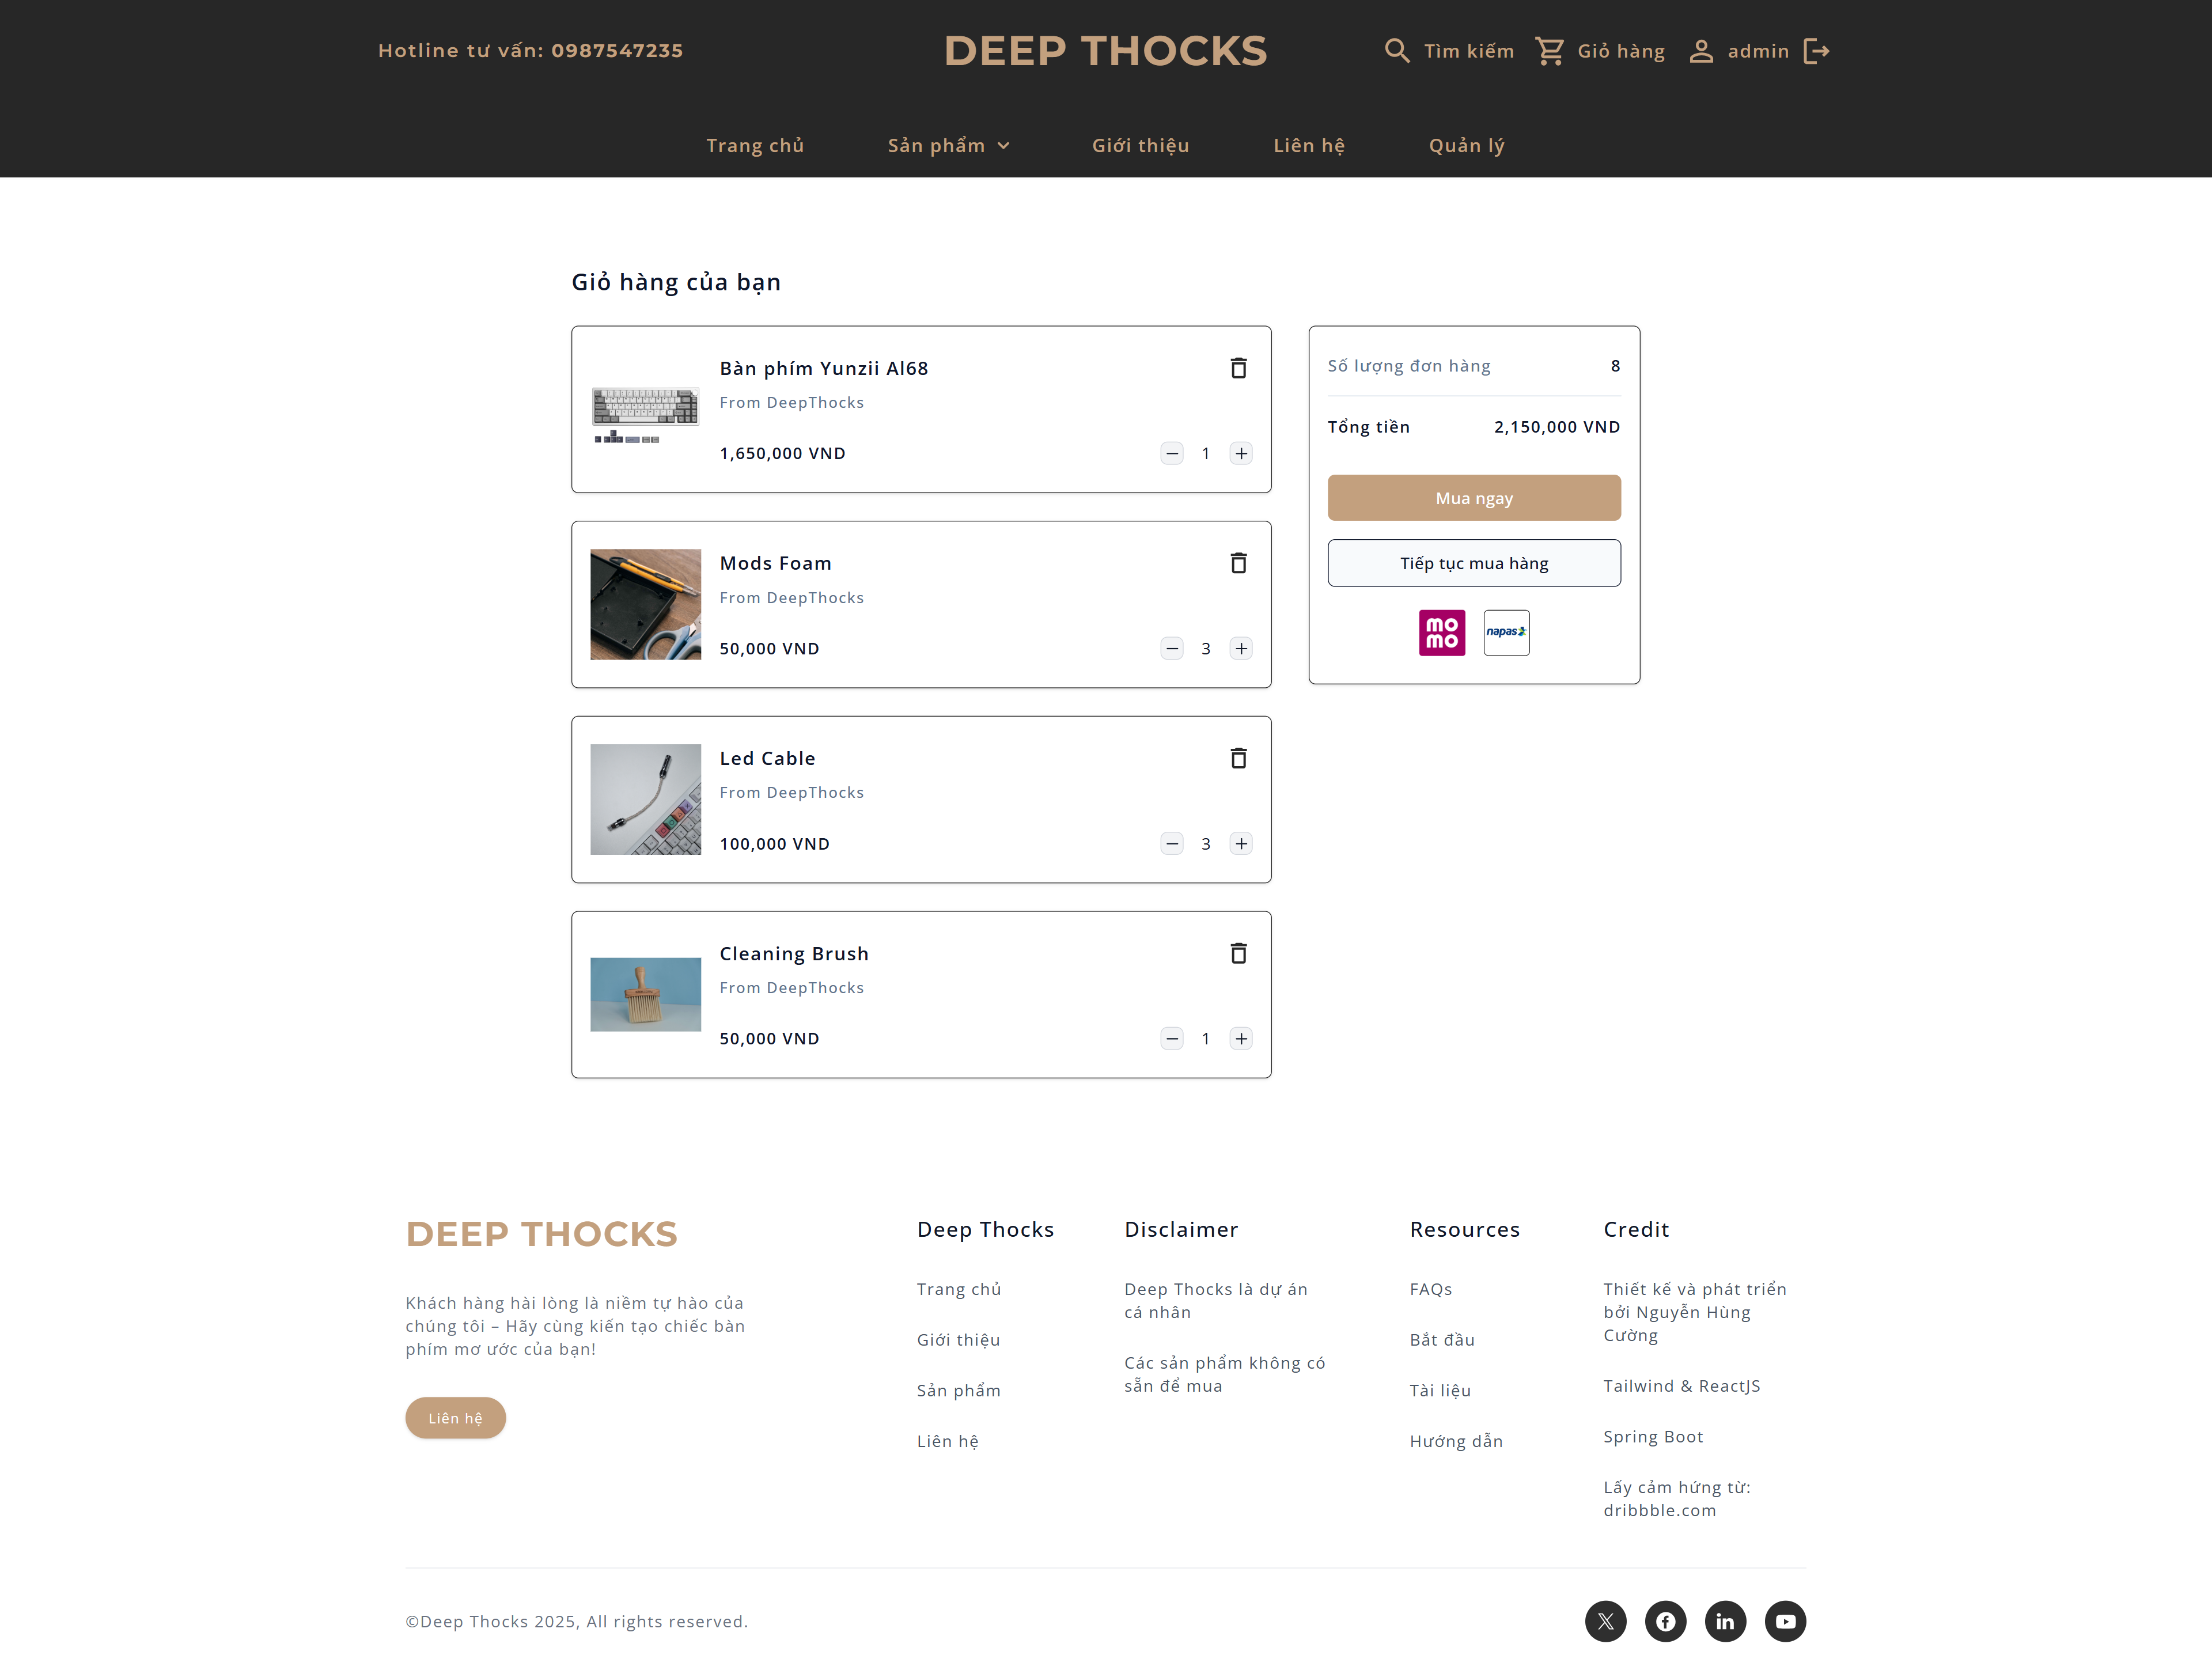 Hotline tư vấn: 0987547235
DEEP THOCKS
Tìm kiếm
Giỏ hàng
admin
Trang chủ
Sản phẩm
Giới thiệu
Liên hệ
Quản lý
Giỏ hàng của bạn
Bàn phím Yunzii Al68
From DeepThocks
1,650,000 VND
1
Mods Foam
From DeepThocks
50,000 VND
3
Led Cable
From DeepThocks
100,000 VND
3
Cleaning Brush
From DeepThocks
50,000 VND
1
Số lượng đơn hàng 8
Tổng tiền 2,150,000 VND
Mua ngay
Tiếp tục mua hàng
mo
mo
napas
DEEP THOCKS
Khách hàng hài lòng là niềm tự hào của
chúng tôi – Hãy cùng kiến tạo chiếc bàn
phím mơ ước của bạn!
Liên hệ
Deep Thocks
Trang chủ
Giới thiệu
Sản phẩm
Liên hệ
Disclaimer
Deep Thocks là dự án
cá nhân
Các sản phẩm không có
sẵn để mua
Resources
FAQs
Bắt đầu
Tài liệu
Hướng dẫn
Credit
Thiết kế và phát triển
bởi Nguyễn Hùng
Cường
Tailwind & ReactJS
Spring Boot
Lấy cảm hứng từ:
dribbble.com
©Deep Thocks 2025, All rights reserved.